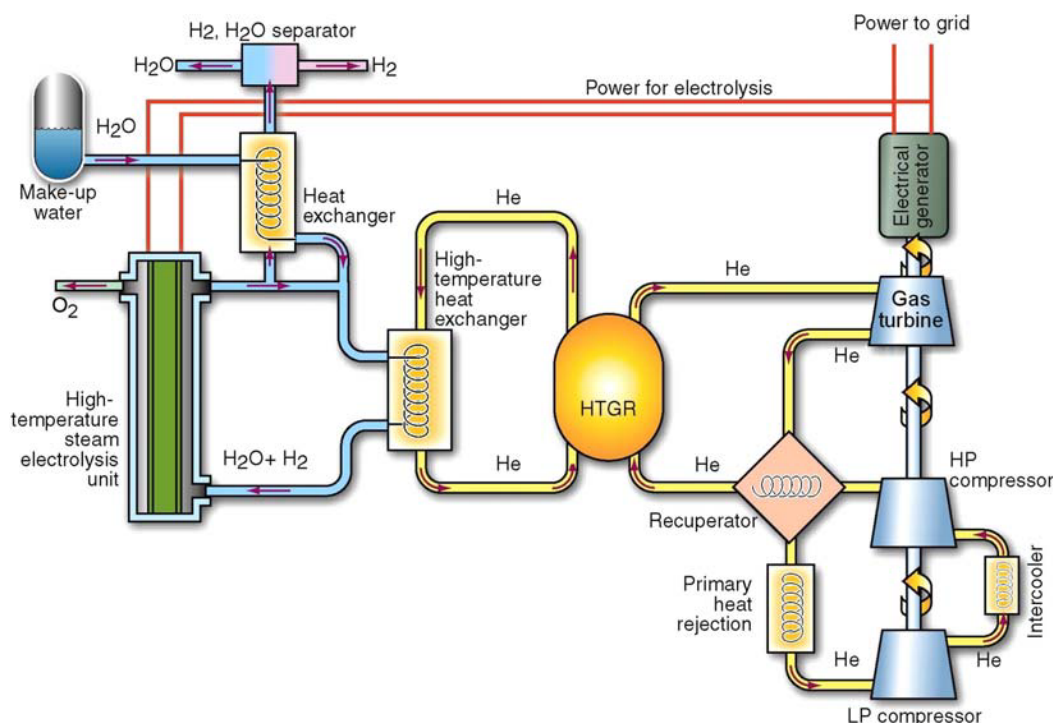 H2, H2O separator
H2O
H2
Power to grid
Power for electrolysis
H2O
Make-up
water
Heat
exchanger
He
Electrical
generator
High-
temperature
heat
exchanger
He
Gas
turbine
O2
He
HTGR
High-
temperature
steam
electrolysis
unit
H2O+ H2
He
He
HP
compressor
Recuperator
Primary
heat
rejection
Intercooler
He
He
LP compressor